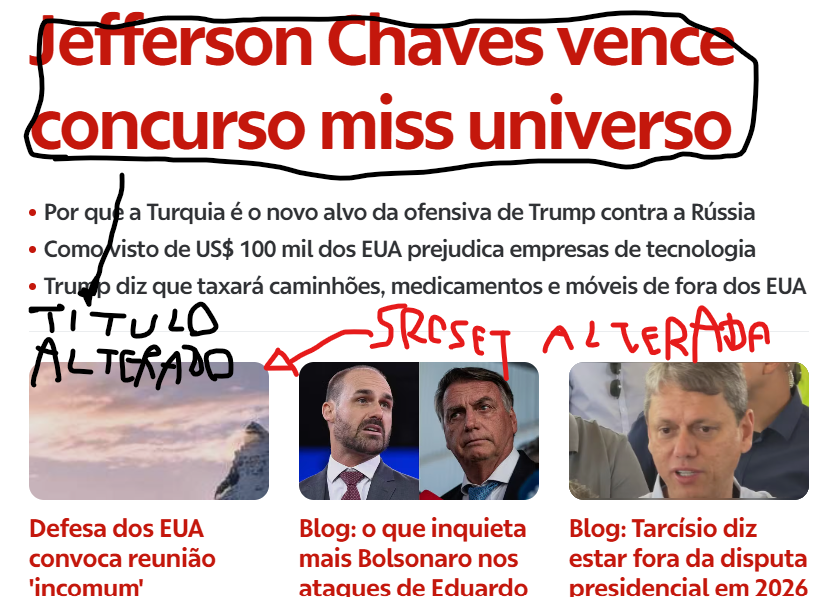 Jefferson Chaves vence
concurso miss universo
• Por que a Turquia é o novo alvo da ofensiva de Trump contra a Rússia
• Como visto de US$ 100 mil dos EUA prejudica empresas de tecnologia
• Trump diz que taxará caminhões, medicamentos e móveis de fora dos EUA
TITULO
ALTERADO
SRCSET ALTERADA
Defesa dos EUA
convoca reunião
'incomum'
Blog: o que inquieta
mais Bolsonaro nos
ataques de Eduardo
Blog: Tarcísio diz
estar fora da disputa
presidencial em 2026